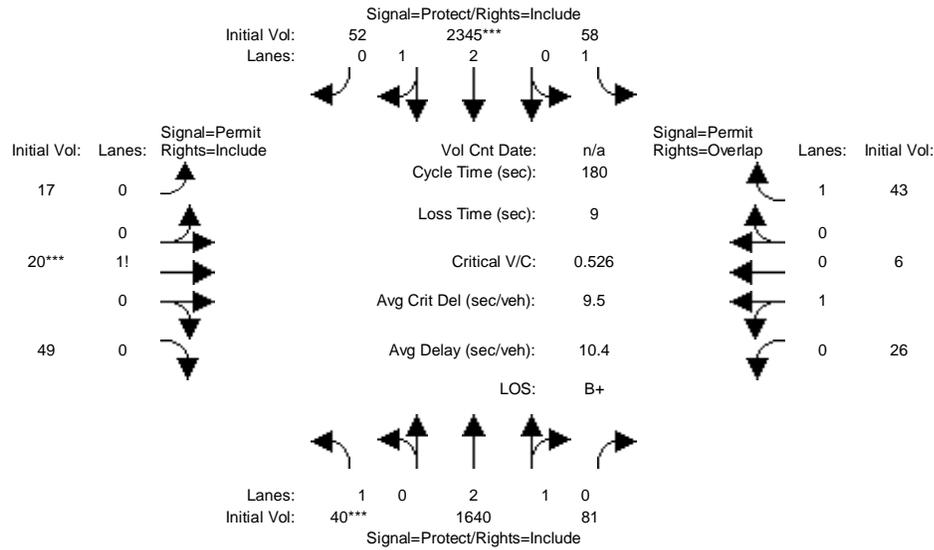 Signal=Protect/Rights=Include
Initial Vol: 52 2345*** 58
Lanes: 0 1 2 0 1
Signal=Permit Signal=Permit
Initial Vol: Lanes: Rights=Include Vol Cnt Date: n/a Rights=Overlap Lanes: Initial Vol:
Cycle Time (sec): 180
17 0 1 43
Loss Time (sec): 9
0 0
20*** 1! Critical V/C: 0.526 0 6
0 Avg Crit Del (sec/veh): 9.5 1
49 0 Avg Delay (sec/veh): 10.4 0 26
LOS: B+
Lanes: 1 0 2 1 0
Initial Vol: 40*** 1640 81
Signal=Protect/Rights=Include